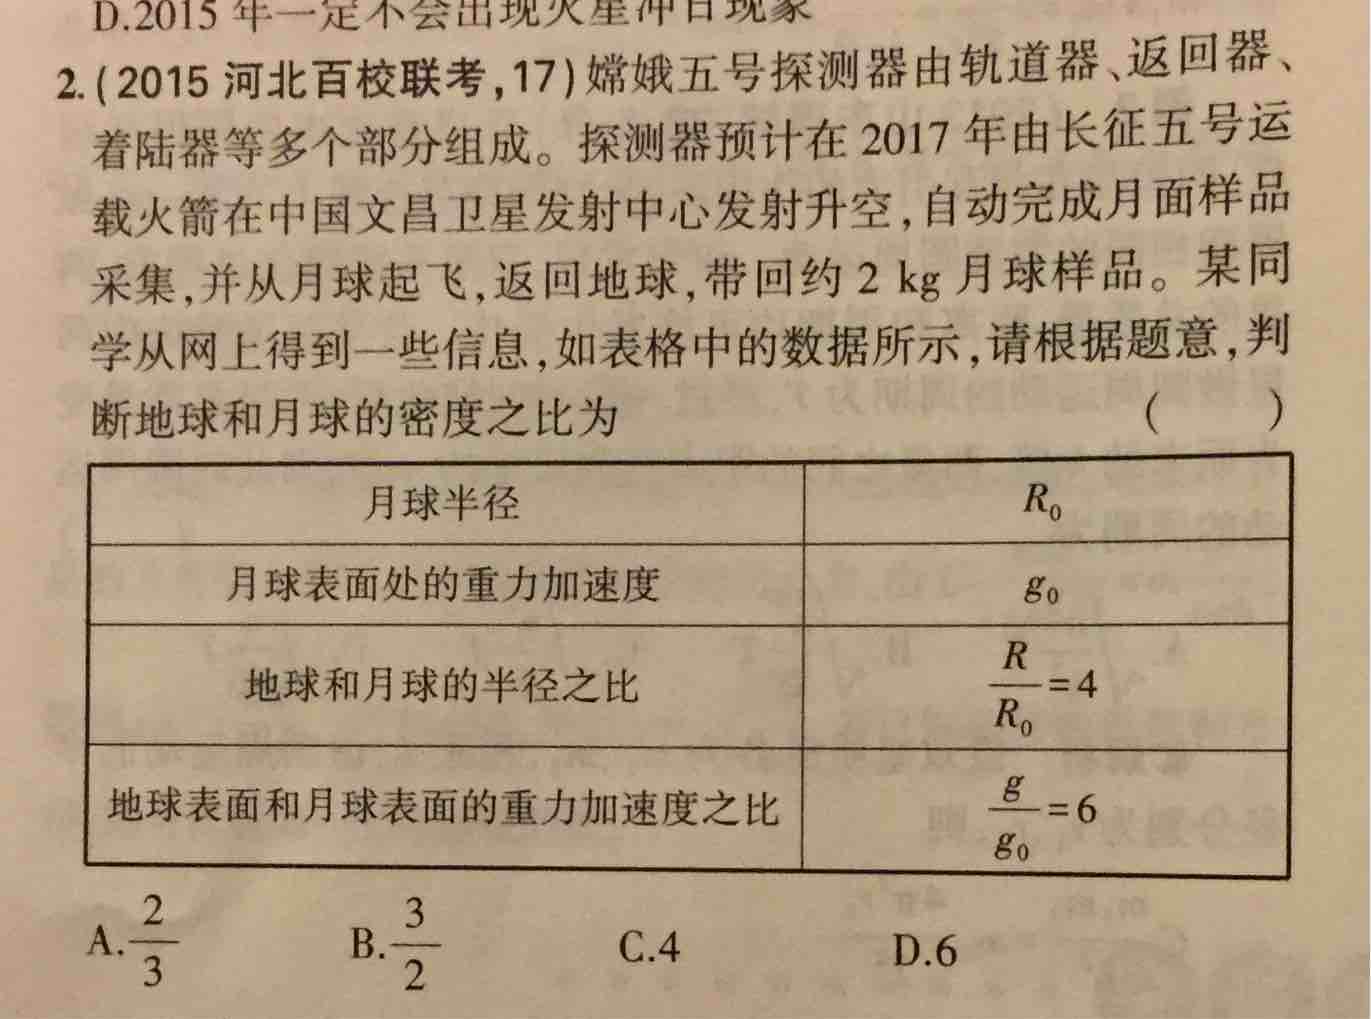 D.2015 年一定不会出现火星冲日现象
2.(2015 河北百校联考,17)嫦娥五号探测器由轨道器、返回器、
着陆器等多个部分组成。探测器预计在 2017 年由长征五号运
载火箭在中国文昌卫星发射中心发射升空,自动完成月面样品
采集,并从月球起飞,返回地球,带回约 2 kg 月球样品。某同
学从网上得到一些信息,如表格中的数据所示,请根据题意,判
断地球和月球的密度之比为 ( )
月球半径 R₀
月球表面处的重力加速度 g₀
地球和月球的半径之比 R/R₀=4
地球表面和月球表面的重力加速度之比 g/g₀=6
A.2/3 B.3/2 C.4 D.6